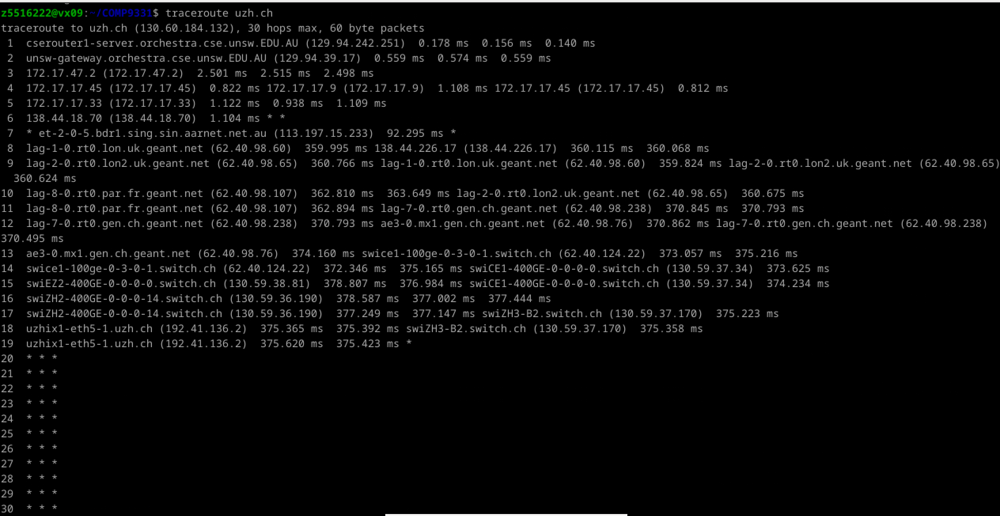 z5516222@vx09:~/COMP9331$ traceroute uzh.ch
traceroute to uzh.ch (130.60.184.132), 30 hops max, 60 byte packets
 1  cserouter1-server.orchestra.cse.unsw.EDU.AU (129.94.242.251)  0.178 ms  0.156 ms  0.140 ms
 2  unsw-gateway.orchestra.cse.unsw.EDU.AU (129.94.39.17)  0.559 ms  0.574 ms  0.559 ms
 3  172.17.47.2 (172.17.47.2)  2.501 ms  2.515 ms  2.498 ms
 4  172.17.17.45 (172.17.17.45)  0.822 ms 172.17.17.9 (172.17.17.9)  1.108 ms 172.17.17.45 (172.17.17.45)  0.812 ms
 5  172.17.17.33 (172.17.17.33)  1.122 ms  0.938 ms  1.109 ms
 6  138.44.18.70 (138.44.18.70)  1.104 ms * *
 7  * et-2-0-5.bdr1.sing.sin.aarnet.net.au (113.197.15.233)  92.295 ms *
 8  lag-1-0.rt0.lon.uk.geant.net (62.40.98.60)  359.995 ms 138.44.226.17 (138.44.226.17)  360.115 ms  360.068 ms
 9  lag-2-0.rt0.lon2.uk.geant.net (62.40.98.65)  360.766 ms lag-1-0.rt0.lon.uk.geant.net (62.40.98.60)  359.824 ms lag-2-0.rt0.lon2.uk.geant.net (62.40.98.65)
  360.624 ms
10  lag-8-0.rt0.par.fr.geant.net (62.40.98.107)  362.810 ms  363.649 ms lag-2-0.rt0.lon2.uk.geant.net (62.40.98.65)  360.675 ms
11  lag-8-0.rt0.par.fr.geant.net (62.40.98.107)  362.894 ms lag-7-0.rt0.gen.ch.geant.net (62.40.98.238)  370.845 ms  370.793 ms
12  lag-7-0.rt0.gen.ch.geant.net (62.40.98.238)  370.793 ms ae3-0.mx1.gen.ch.geant.net (62.40.98.76)  370.862 ms lag-7-0.rt0.gen.ch.geant.net (62.40.98.238)
370.495 ms
13  ae3-0.mx1.gen.ch.geant.net (62.40.98.76)  374.160 ms swice1-100ge-0-3-0-1.switch.ch (62.40.124.22)  373.057 ms  375.216 ms
14  swice1-100ge-0-3-0-1.switch.ch (62.40.124.22)  372.346 ms  375.165 ms swiCE1-400GE-0-0-0-0.switch.ch (130.59.37.34)  373.625 ms
15  swiEZ2-400GE-0-0-0-0.switch.ch (130.59.38.81)  378.807 ms  376.984 ms swiCE1-400GE-0-0-0-0.switch.ch (130.59.37.34)  374.234 ms
16  swiZH2-400GE-0-0-0-14.switch.ch (130.59.36.190)  378.587 ms  377.002 ms  377.444 ms
17  swiZH2-400GE-0-0-0-14.switch.ch (130.59.36.190)  377.249 ms  377.147 ms swiZH3-B2.switch.ch (130.59.37.170)  375.223 ms
18  uzhix1-eth5-1.uzh.ch (192.41.136.2)  375.365 ms  375.392 ms swiZH3-B2.switch.ch (130.59.37.170)  375.358 ms
19  uzhix1-eth5-1.uzh.ch (192.41.136.2)  375.620 ms  375.423 ms *
20  * * *
21  * * *
22  * * *
23  * * *
24  * * *
25  * * *
26  * * *
27  * * *
28  * * *
29  * * *
30  * * *